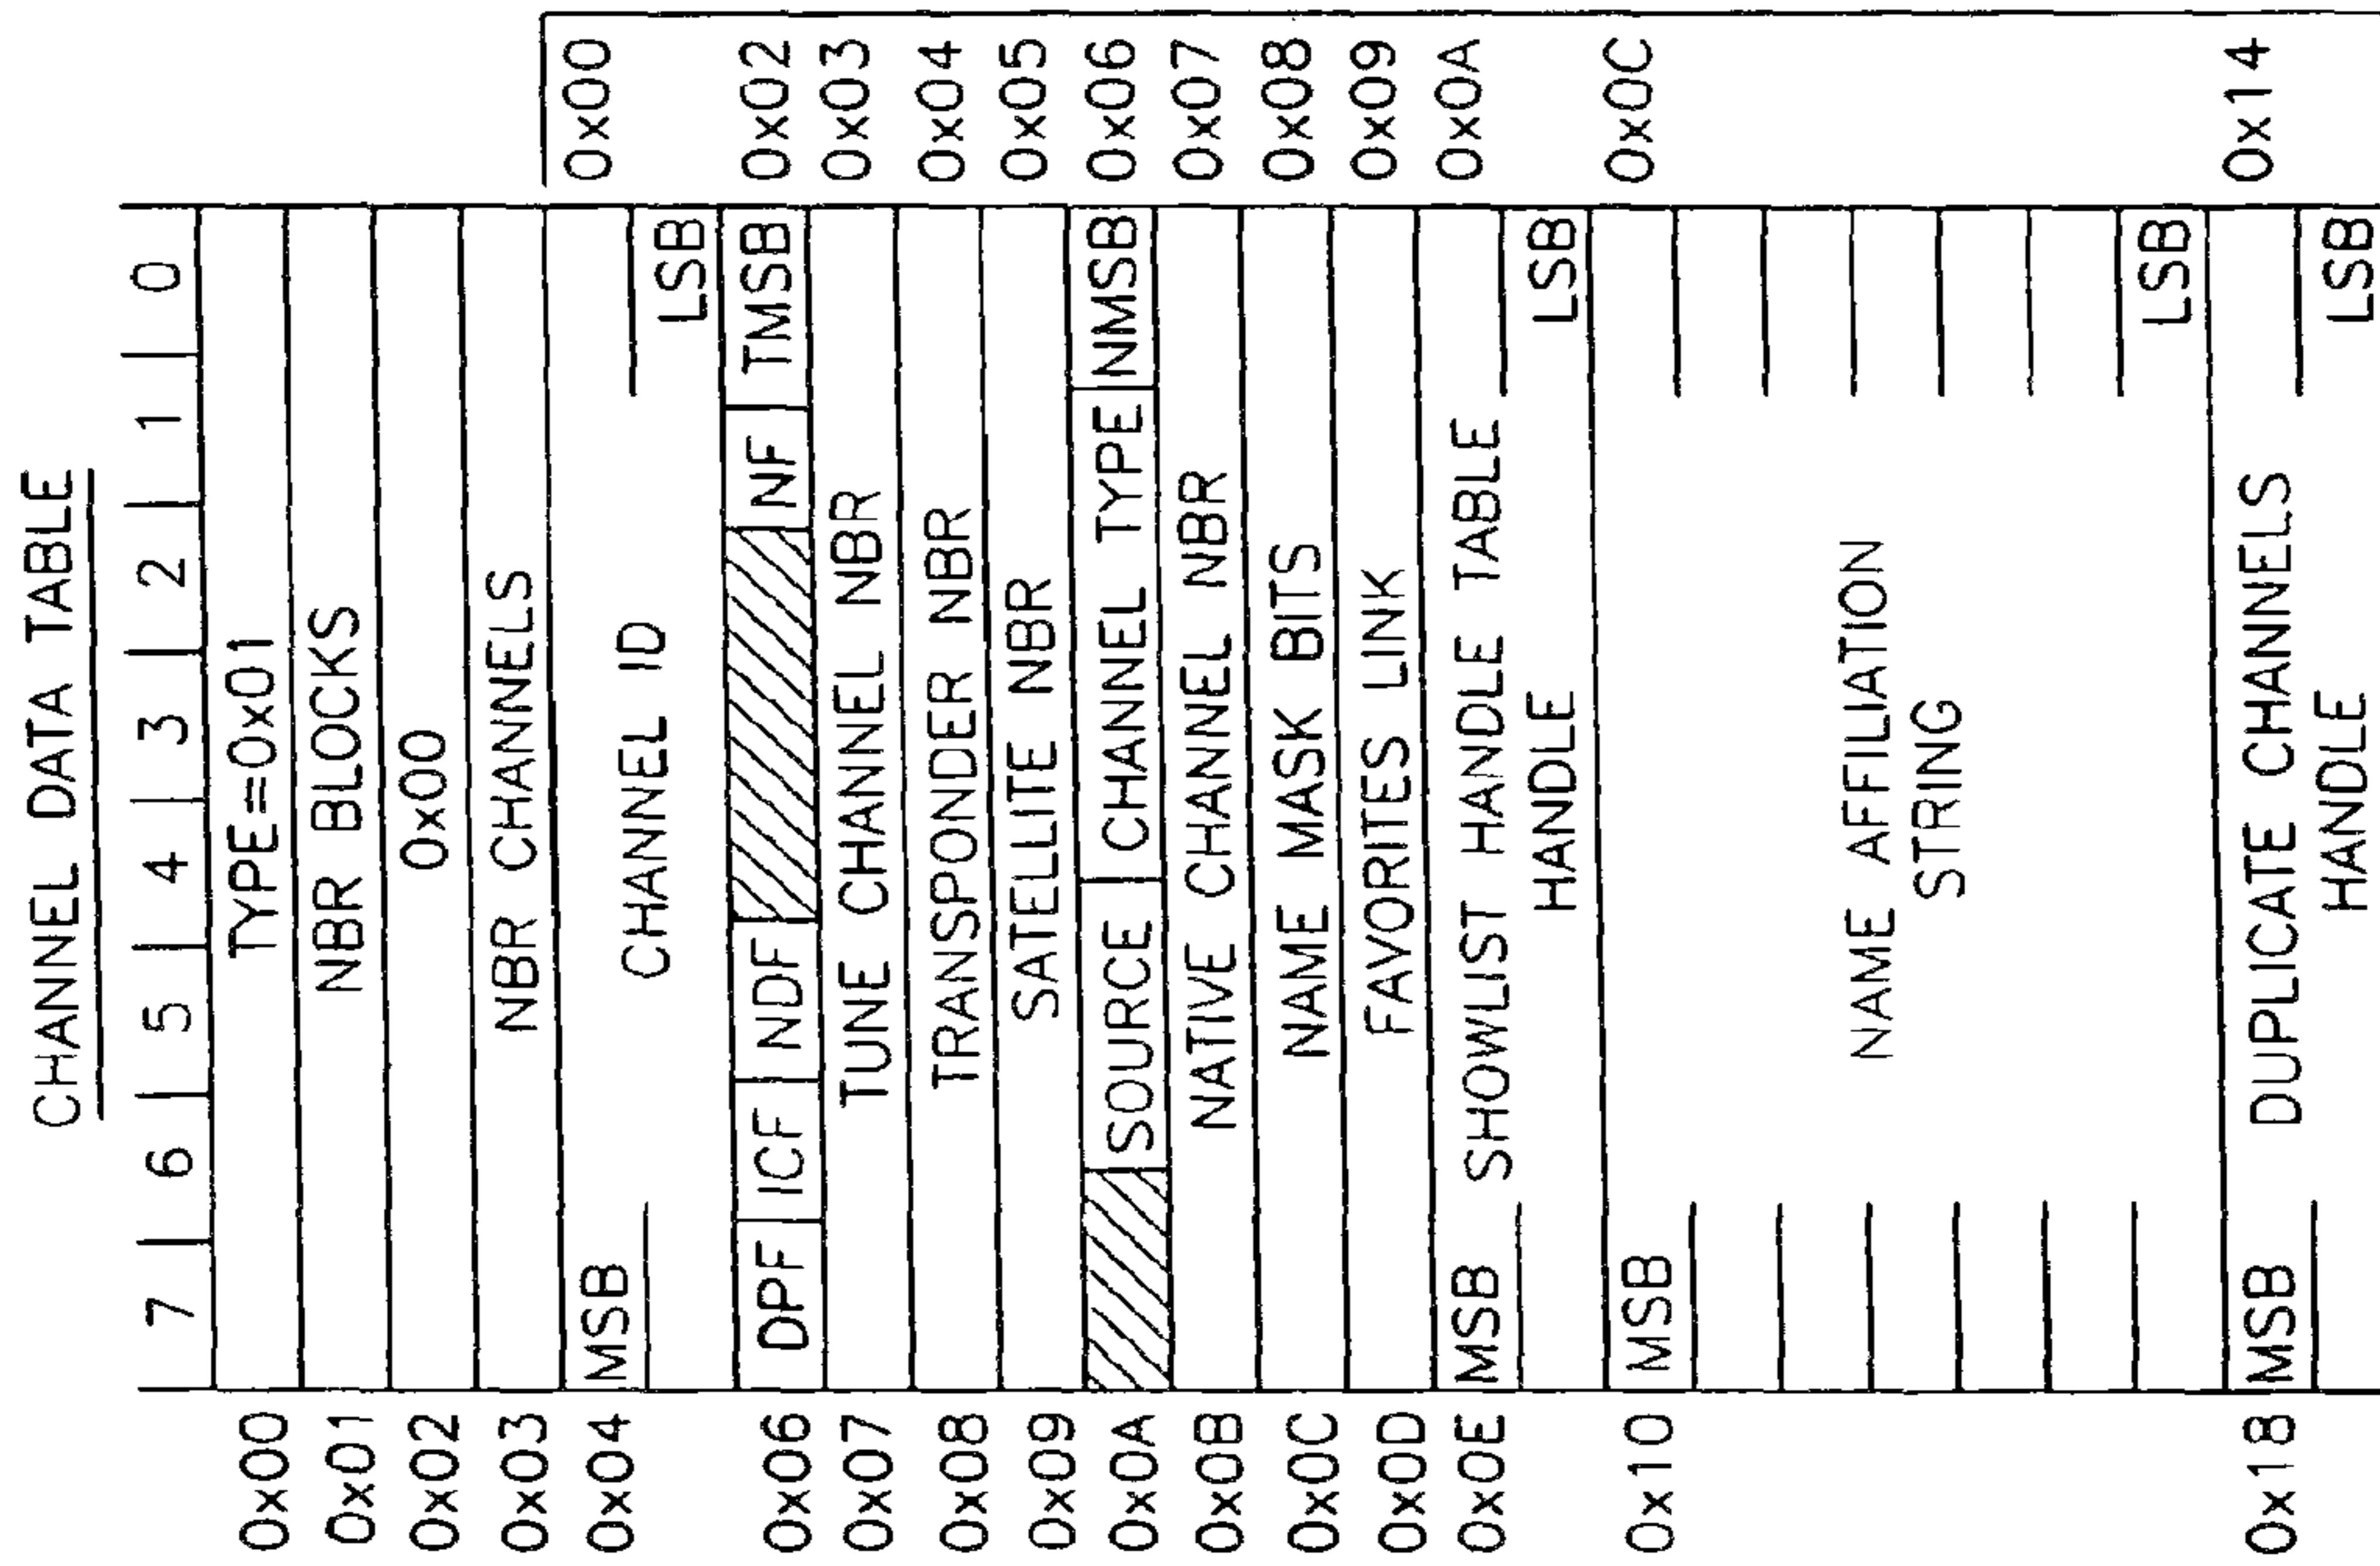 CHANNEL DATA TABLE
7 6 5 4 3 2 1 0
0x00 TYPE=0x01
0x01 NBR BLOCKS
0x02 0x00
0x03 NBR CHANNELS
0x04 MSB CHANNEL ID 0x00
LSB
0x06 DPF ICF NDF NF TMSB 0x02
0x07 TUNE CHANNEL NBR 0x03
0x08 TRANSPONDER NBR 0x04
0x09 SATELLITE NBR 0x05
0x0A SOURCE CHANNEL TYPE NMSB 0x06
0x0B NATIVE CHANNEL NBR 0x07
0x0C NAME MASK BITS 0x08
0x0D FAVORITES LINK 0x09
0x0E MSB SHOWLIST HANDLE TABLE 0x0A
HANDLE LSB
0x10 MSB 0x0C
NAME AFFILIATION
STRING
LSB
0x18 MSB DUPLICATE CHANNELS 0x14
HANDLE LSB